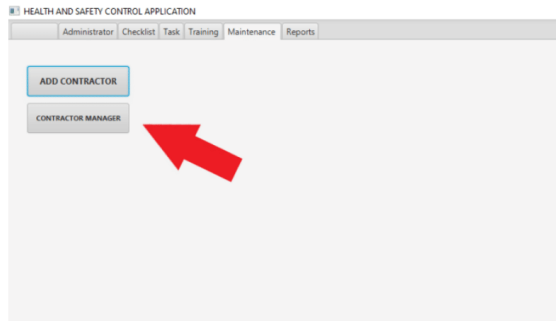 HEALTH AND SAFETY CONTROL APPLICATION
Administrator Checklist Task Training Maintenance Reports
ADD CONTRACTOR
CONTRACTOR MANAGER